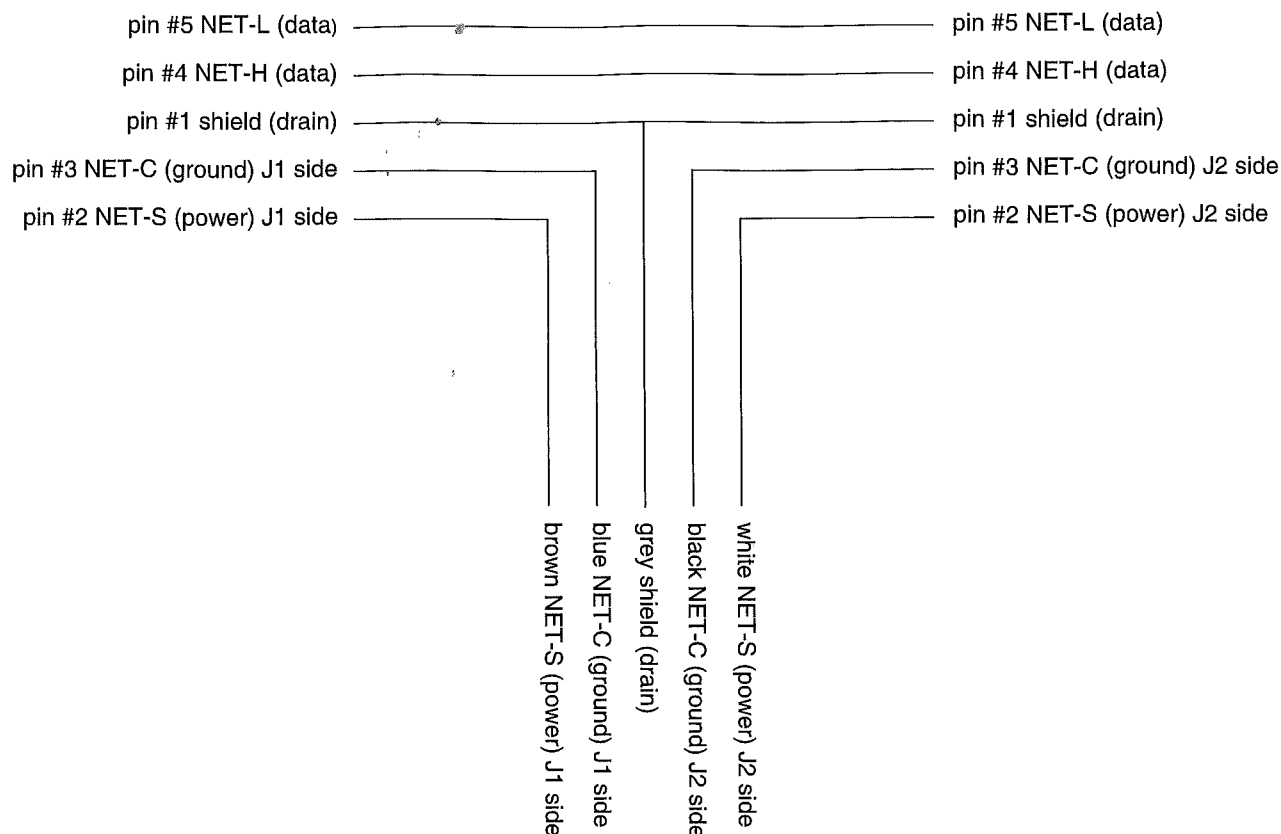 pin #5 NET-L (data)
pin #5 NET-L (data)
pin #4 NET-H (data)
pin #4 NET-H (data)
pin #1 shield (drain)
pin #1 shield (drain)
pin #3 NET-C (ground) J1 side
pin #3 NET-C (ground) J2 side
pin #2 NET-S (power) J1 side
pin #2 NET-S (power) J2 side
brown NET-S (power) J1 side
blue NET-C (ground) J1 side
grey shield (drain)
black NET-C (ground) J2 side
white NET-S (power) J2 side